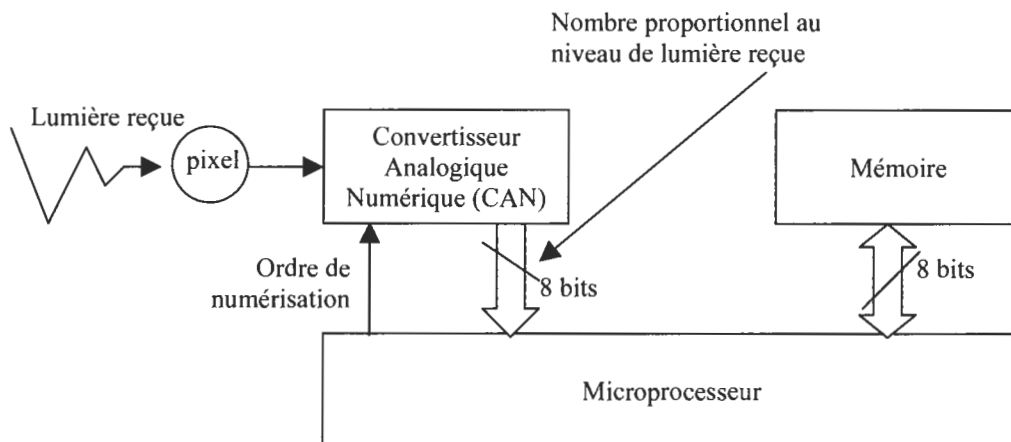 Nombre proportionnel au
niveau de lumière reçue
Lumière reçue
pixel
Convertisseur
Analogique
Numérique (CAN)
Mémoire
Ordre de
numérisation
8 bits
8 bits
Microprocesseur